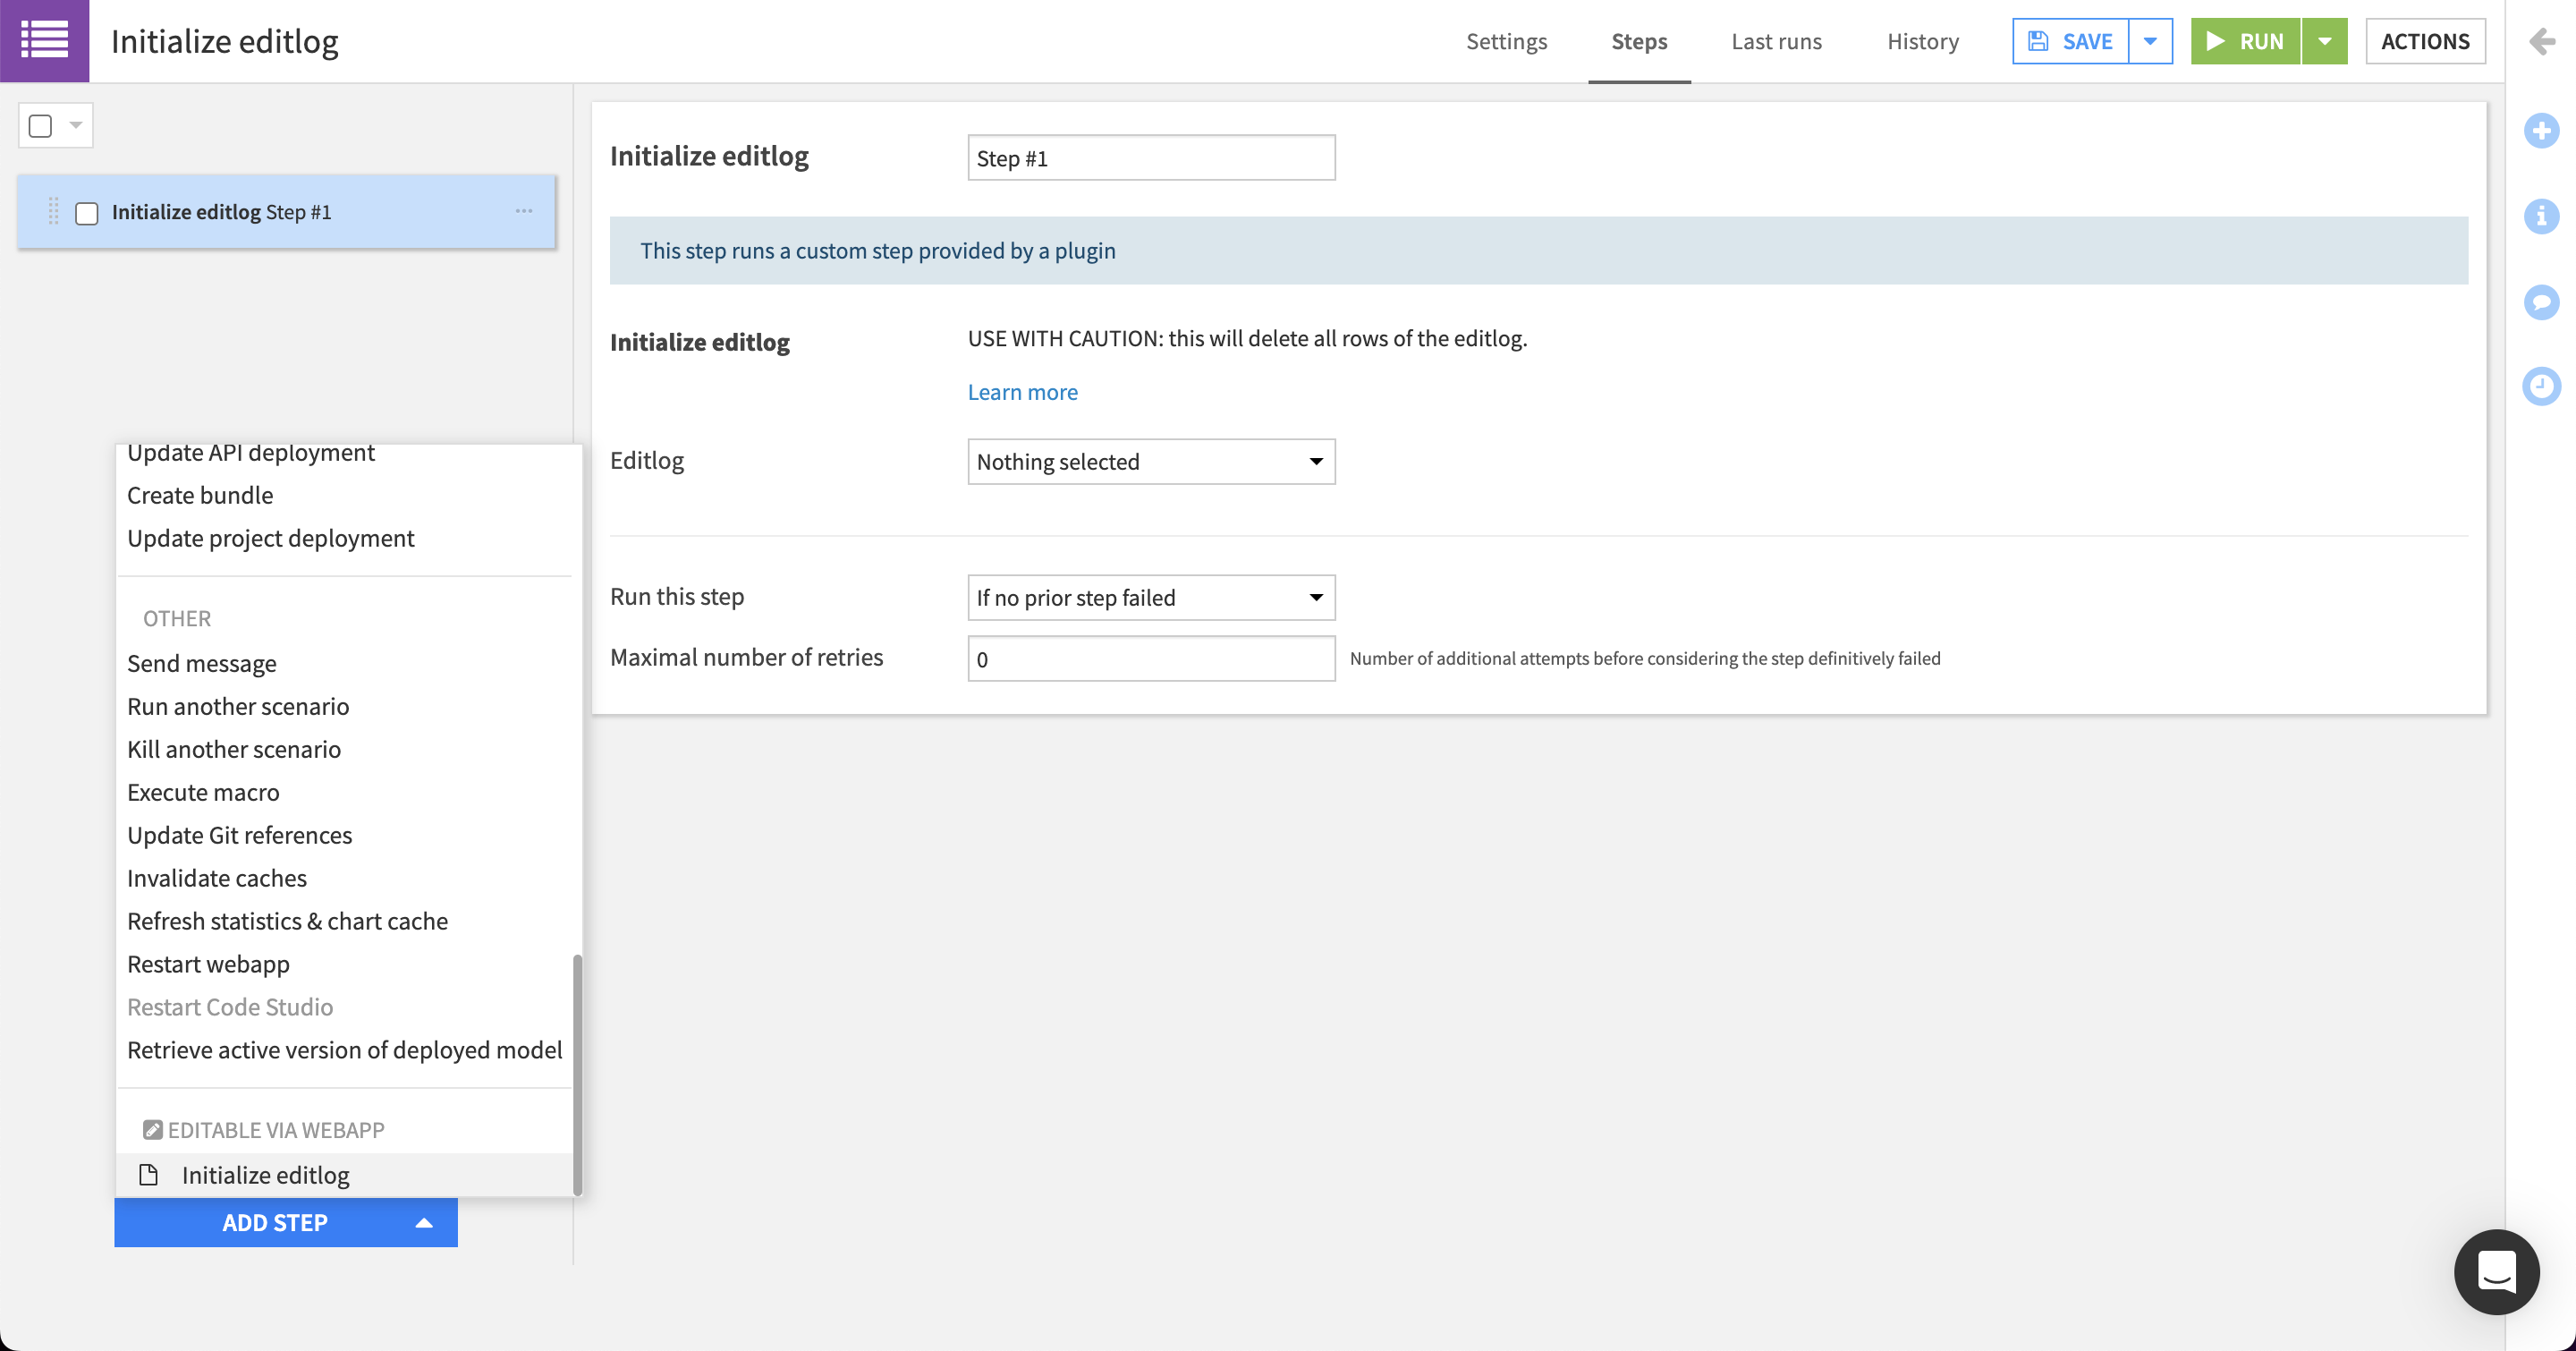 Initialize editlog
Settings
Steps
Last runs
History
SAVE
RUN
ACTIONS
Initialize editlog Step #1
Initialize editlog
Step #1
This step runs a custom step provided by a plugin
Initialize editlog
USE WITH CAUTION: this will delete all rows of the editlog.
Learn more
Editlog
Nothing selected
Run this step
If no prior step failed
Maximal number of retries
0
Number of additional attempts before considering the step definitively failed
Update API deployment
Create bundle
Update project deployment
OTHER
Send message
Run another scenario
Kill another scenario
Execute macro
Update Git references
Invalidate caches
Refresh statistics & chart cache
Restart webapp
Restart Code Studio
Retrieve active version of deployed model
EDITABLE VIA WEBAPP
Initialize editlog
ADD STEP